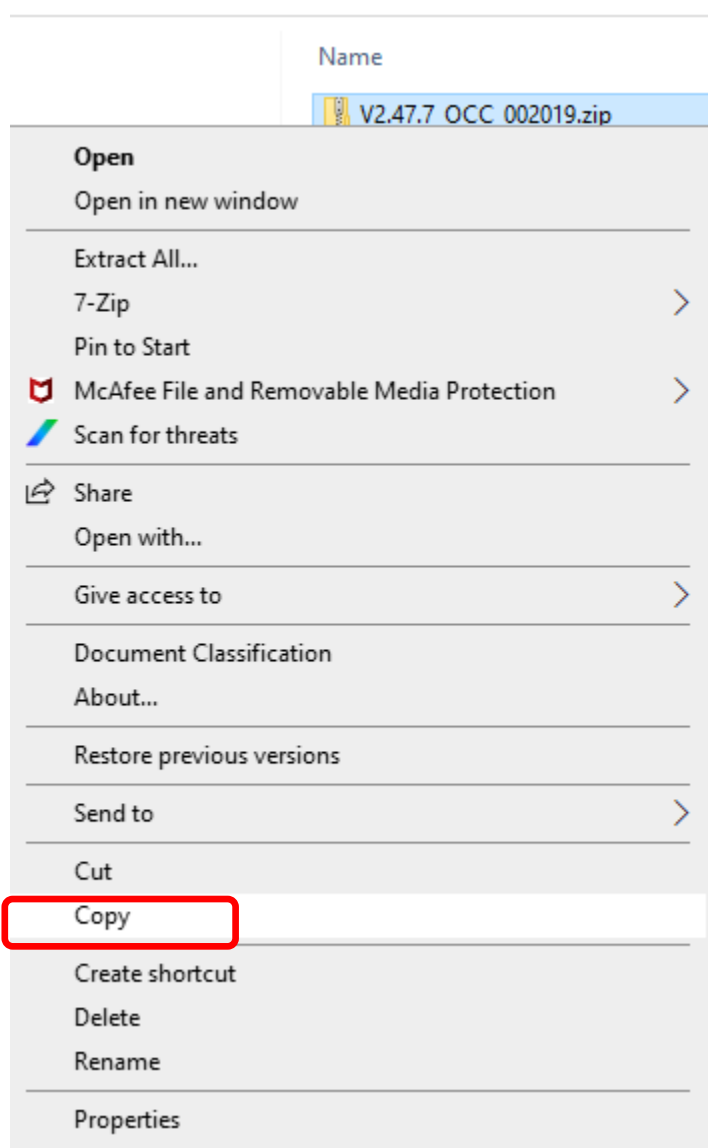 Name
V2.47.7_OCC_002019.zip
Open
Open in new window
Extract All...
7-Zip
Pin to Start
McAfee File and Removable Media Protection
Scan for threats
Share
Open with...
Give access to
Document Classification
About...
Restore previous versions
Send to
Cut
Copy
Create shortcut
Delete
Rename
Properties